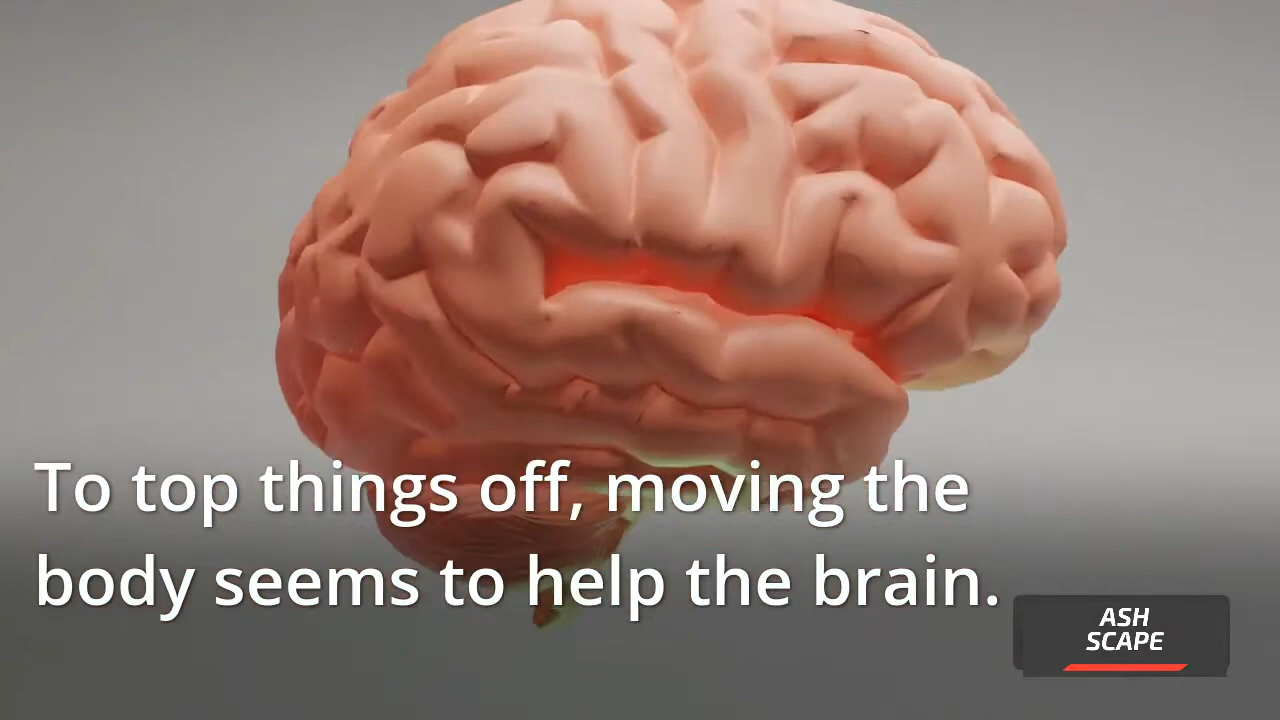 To top things off, moving the
body seems to help the brain.
ASH
SCAPE